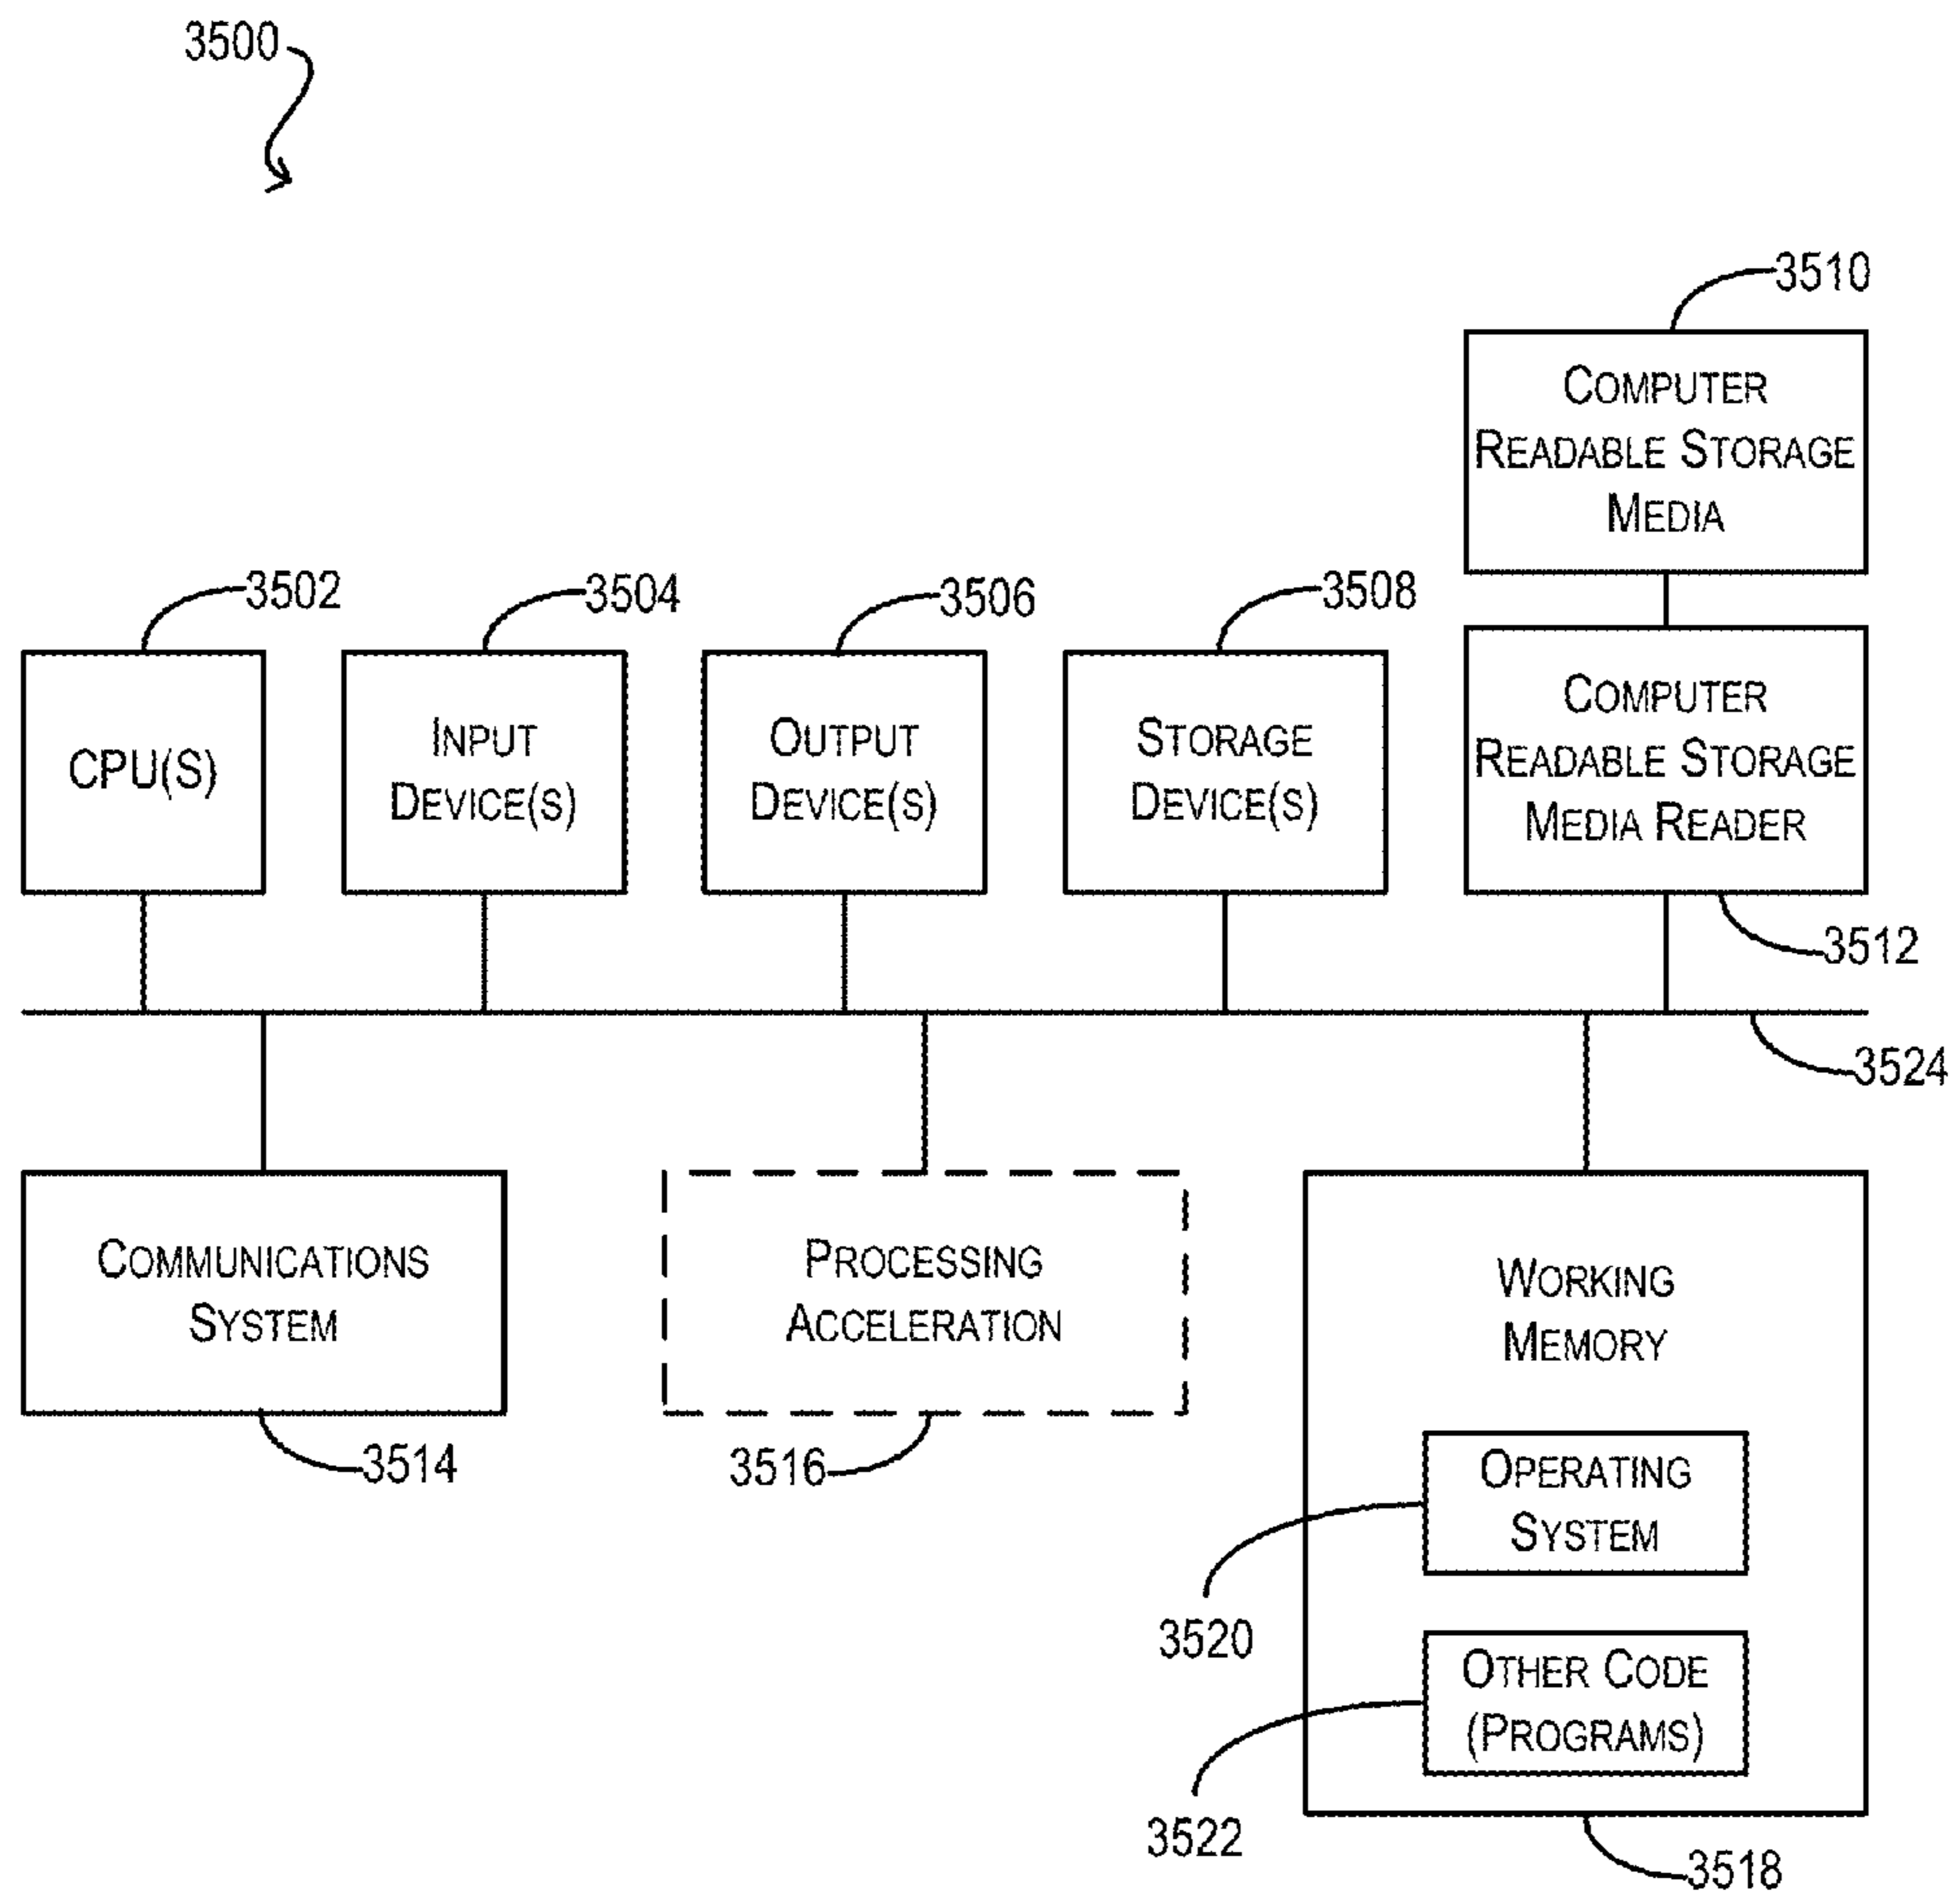 3500
3510
COMPUTER
READABLE STORAGE
MEDIA
3502
3504
3506
3508
CPU(S)
INPUT
DEVICE(S)
OUTPUT
DEVICE(S)
STORAGE
DEVICE(S)
COMPUTER
READABLE STORAGE
MEDIA READER
3512
3524
COMMUNICATIONS
SYSTEM
3514
PROCESSING
ACCELERATION
3516
WORKING
MEMORY
OPERATING
SYSTEM
3520
OTHER CODE
(PROGRAMS)
3522
3518